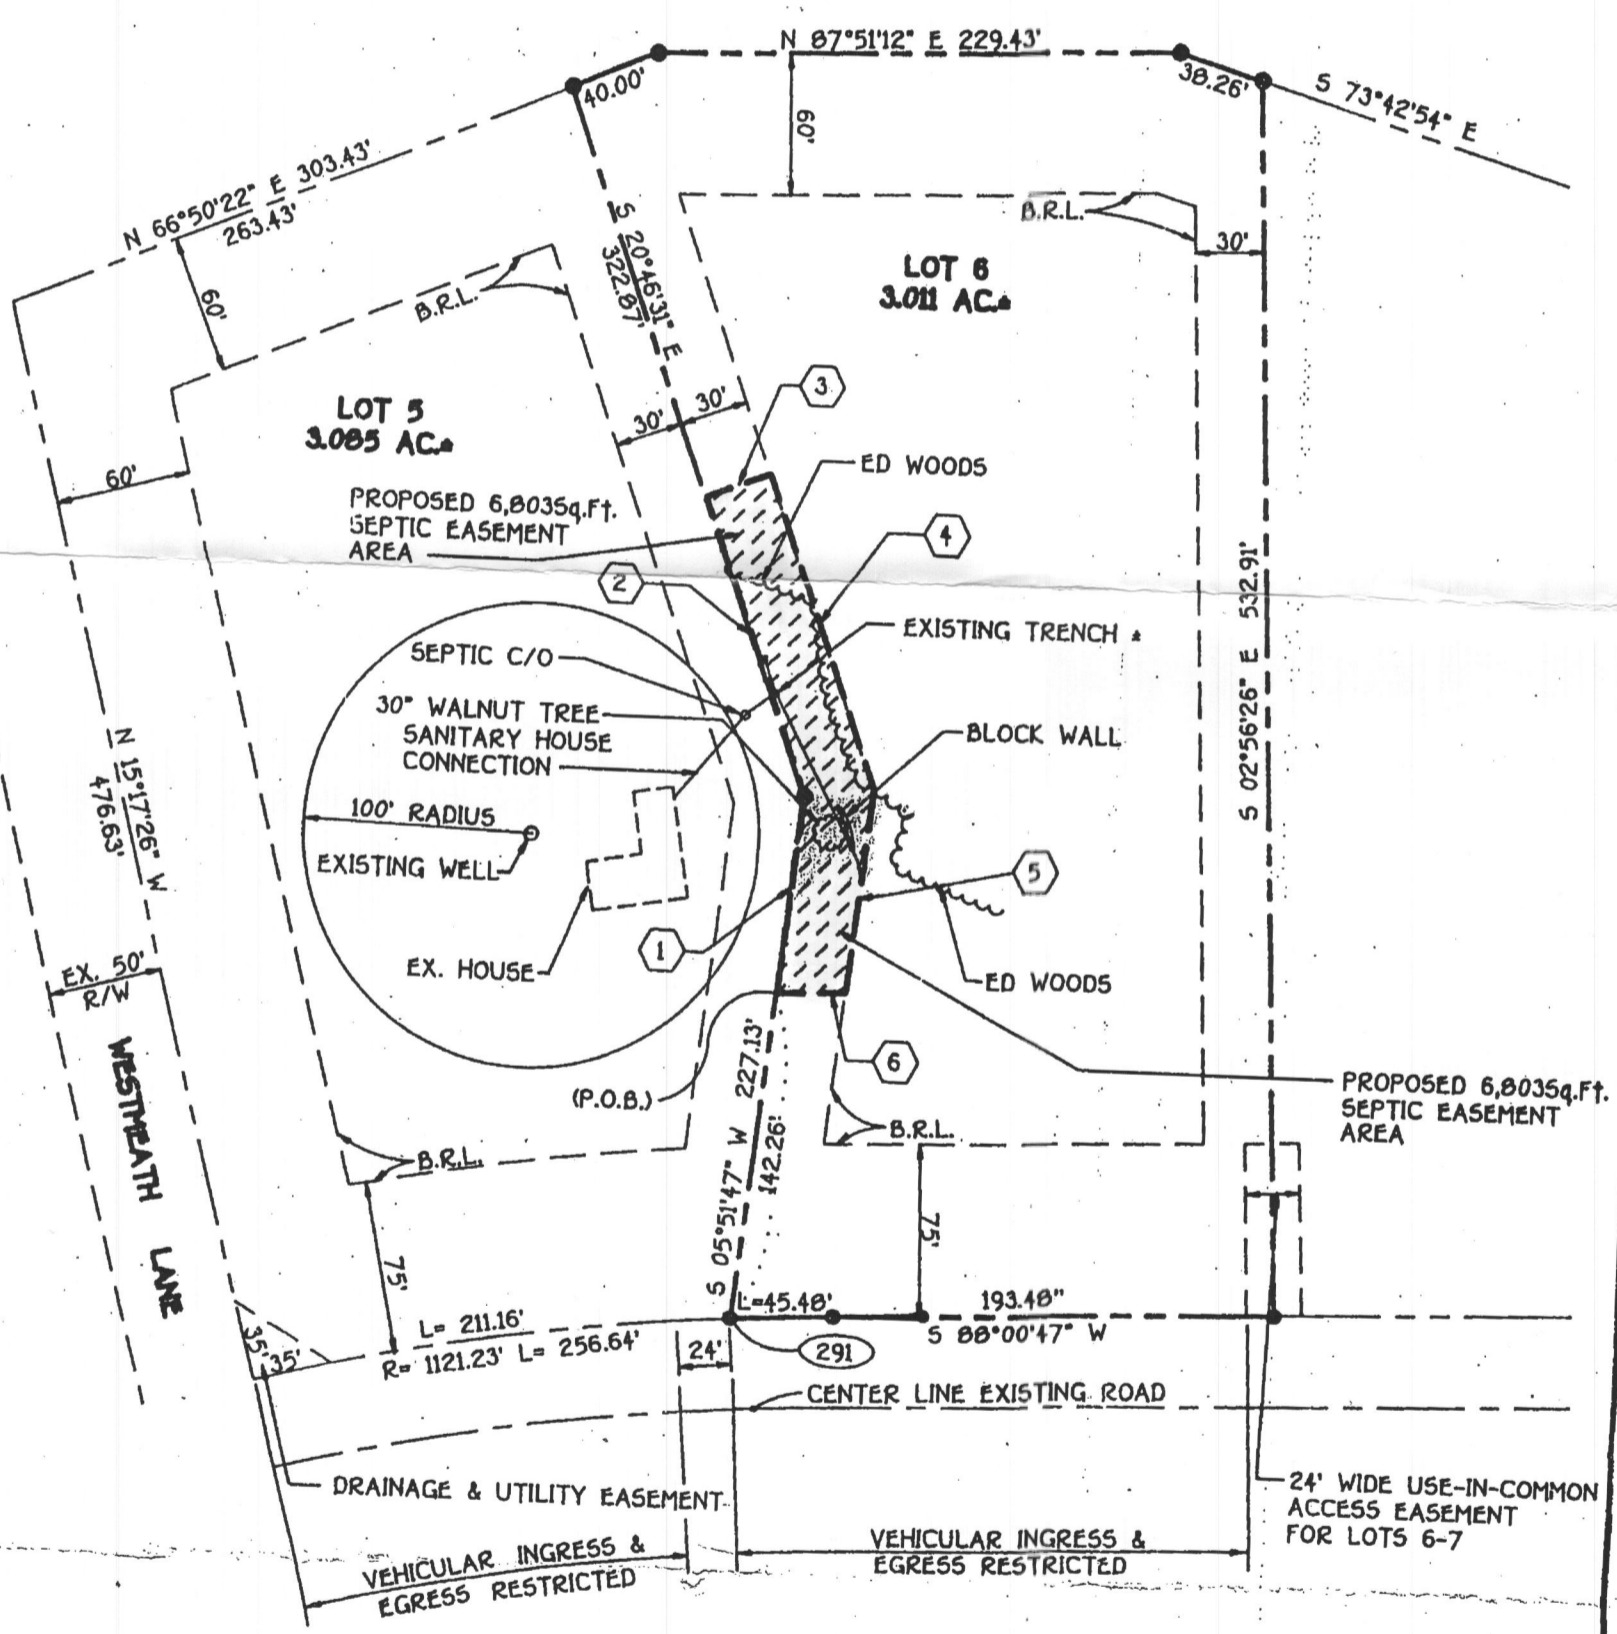 N 87°51'12" E 229.43'
40.00'
38.26'
S 73°42'54" E
60'
N 66°50'22" E 303.43'
263.43'
60'
B.R.L.
S 20°46'31" E
322.87'
B.R.L.
30'
LOT 6
3.011 AC.±
LOT 5
3.085 AC.±
30'
30'
3
60'
ED WOODS
PROPOSED 6,803Sq.Ft.
SEPTIC EASEMENT
AREA
4
2
EXISTING TRENCH ±
SEPTIC C/O
30" WALNUT TREE
SANITARY HOUSE
CONNECTION
BLOCK WALL
S 02°56'26" E 532.91'
N 15°17'26" W
476.63'
100' RADIUS
EXISTING WELL
5
1
EX. HOUSE
ED WOODS
EX. 50'
R/W
WESTMEATH LANE
6
(P.O.B.)
PROPOSED 6,803Sq.Ft.
SEPTIC EASEMENT
AREA
B.R.L.
B.R.L.
S 05°51'47" W 227.13'
142.26'
75'
75'
L=45.48'
193.48"
S 88°00'47" W
L= 211.16'
R= 1121.23' L= 256.64'
35'
35'
24'
291
CENTER LINE EXISTING ROAD
DRAINAGE & UTILITY EASEMENT
24' WIDE USE-IN-COMMON
ACCESS EASEMENT
FOR LOTS 6-7
VEHICULAR INGRESS &
EGRESS RESTRICTED
VEHICULAR INGRESS &
EGRESS RESTRICTED